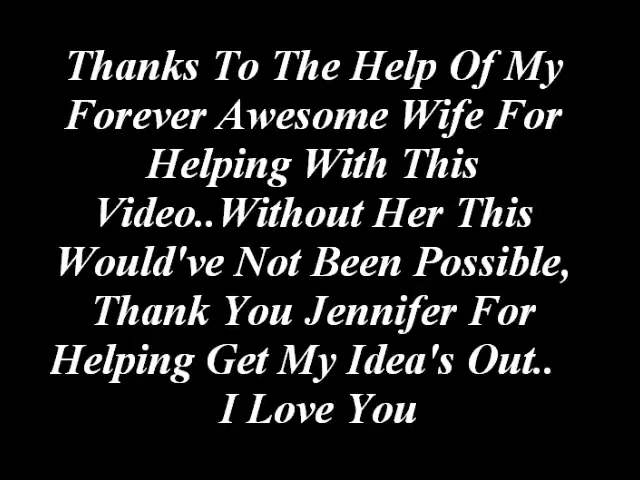 Thanks To The Help Of My
Forever Awesome Wife For
Helping With This
Video..Without Her This
Would've Not Been Possible,
Thank You Jennifer For
Helping Get My Idea's Out..
I Love You